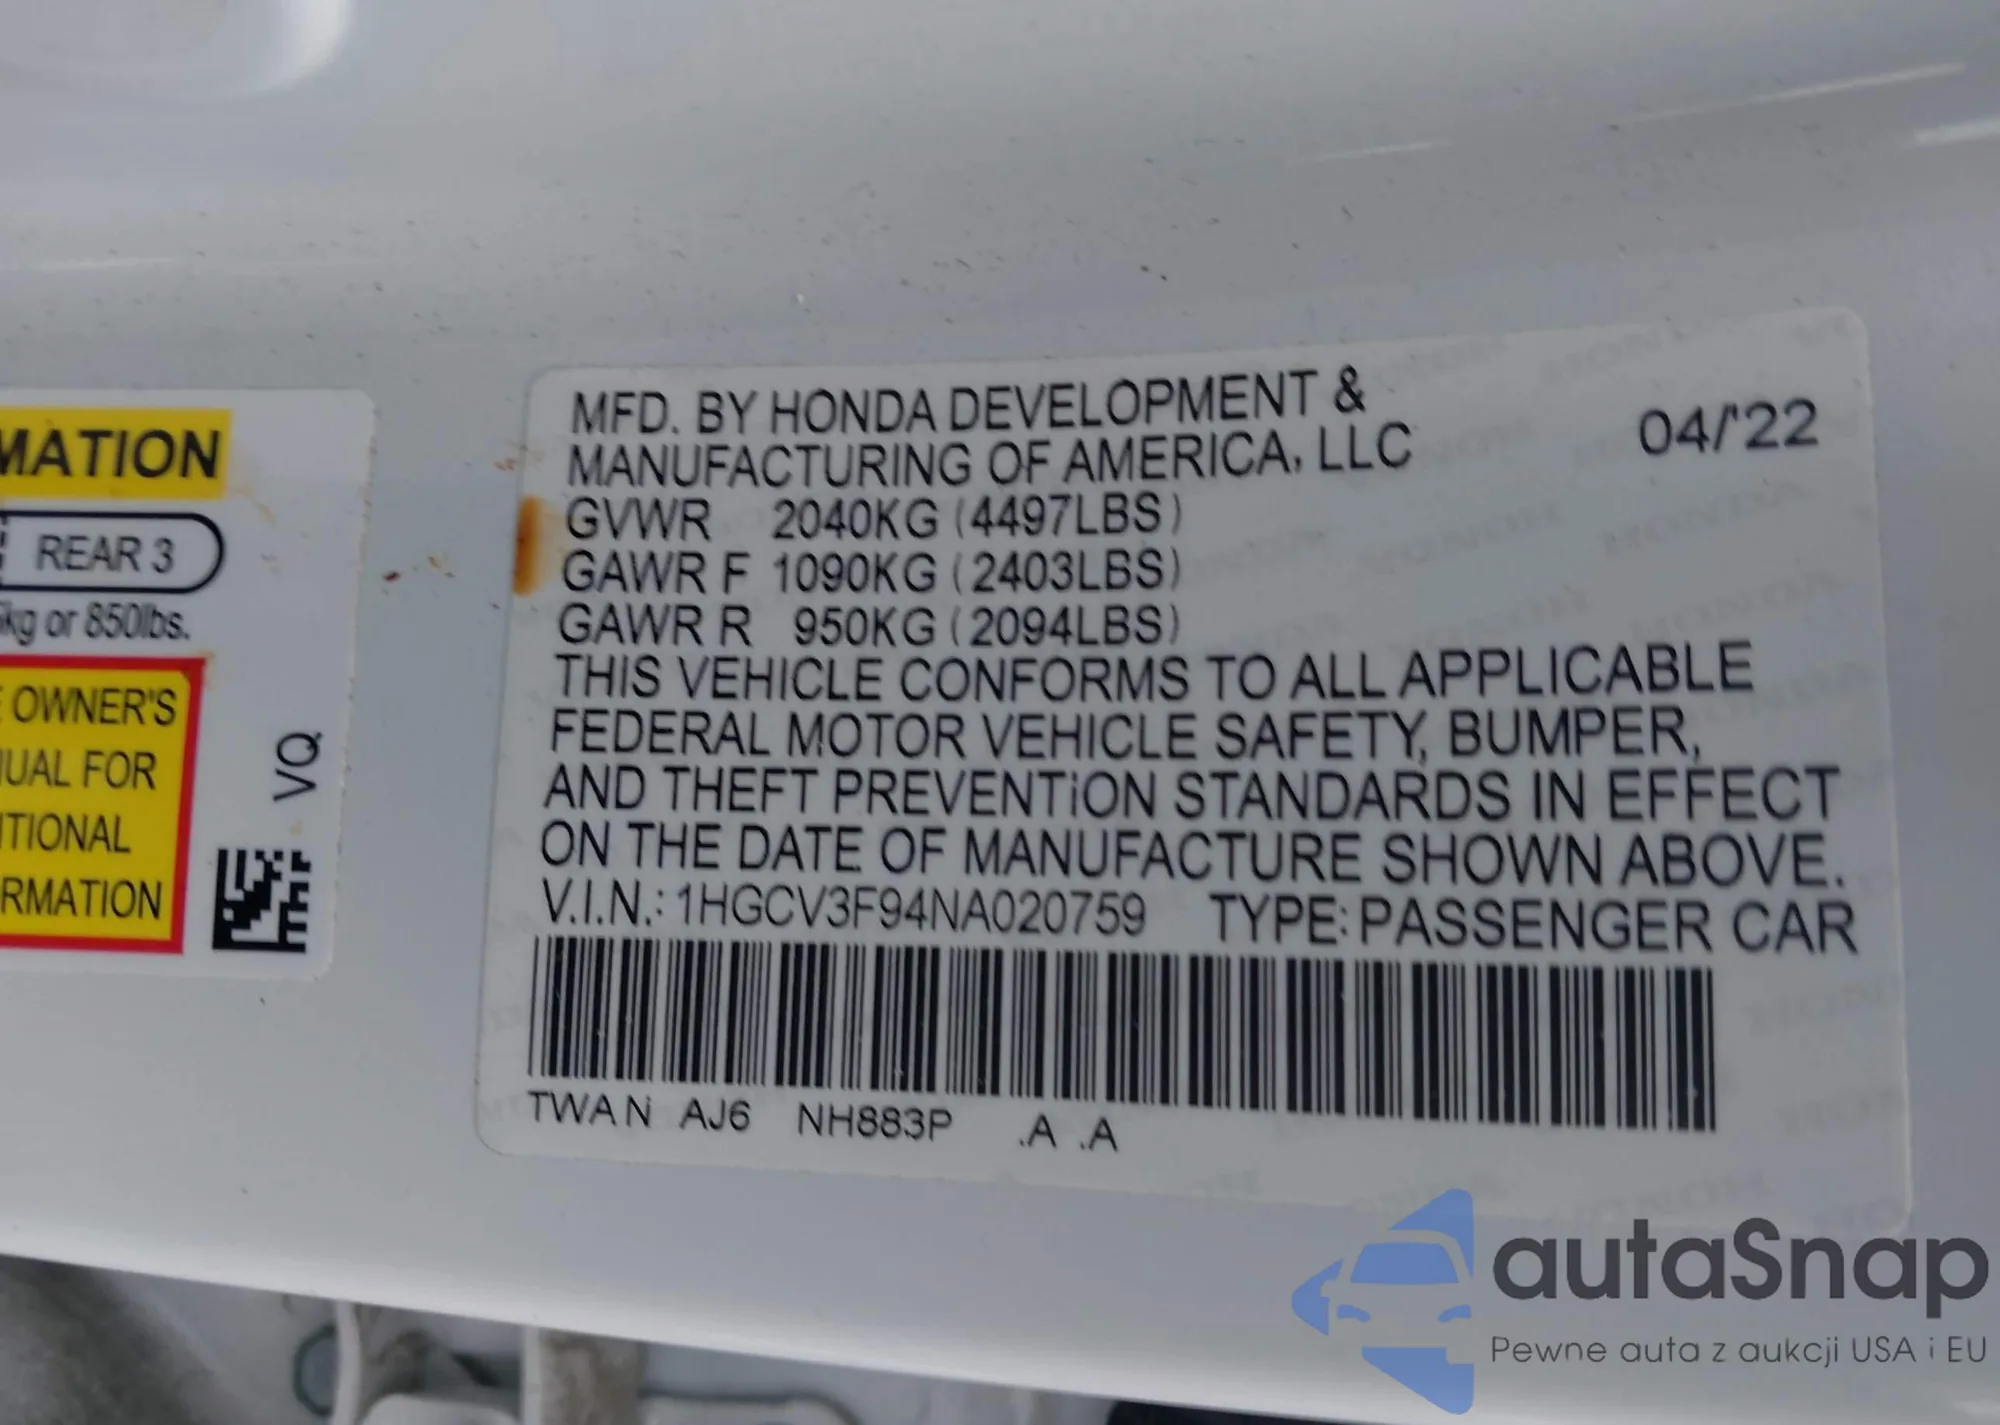 MATION
REAR 3
kg or 850lbs.
OWNER'S
UAL FOR
ITIONAL
RMATION
VQ
MFD. BY HONDA DEVELOPMENT &
MANUFACTURING OF AMERICA, LLC
04/'22
GVWR 2040KG (4497LBS)
GAWR F 1090KG (2403LBS)
GAWR R 950KG (2094LBS)
THIS VEHICLE CONFORMS TO ALL APPLICABLE
FEDERAL MOTOR VEHICLE SAFETY, BUMPER,
AND THEFT PREVENTiON STANDARDS IN EFFECT
ON THE DATE OF MANUFACTURE SHOWN ABOVE.
V.I.N.: 1HGCV3F94NA020759 TYPE: PASSENGER CAR
TWAN AJ6 NH883P .A .A
autaSnap
Pewne auta z aukcji USA i EU